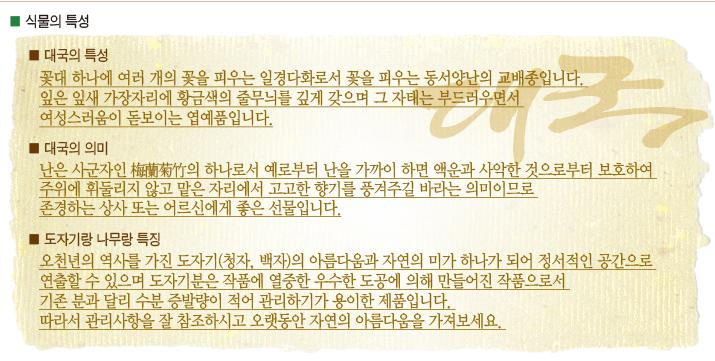 ■ 식물의 특성
■ 대국의 특성
꽃대 하나에 여러 개의 꽃을 피우는 일경다화로서 꽃을 피우는 동서양난의 교배종입니다.
잎은 잎새 가장자리에 황금색의 줄무늬를 깊게 갖으며 그 자태는 부드러우면서
여성스러움이 돋보이는 엽예품입니다.
대국
■ 대국의 의미
난은 사군자인 梅蘭菊竹의 하나로서 예로부터 난을 가까이 하면 액운과 사악한 것으로부터 보호하여
주위에 휘둘리지 않고 맡은 자리에서 고고한 향기를 풍겨주길 바라는 의미이므로
존경하는 상사 또는 어르신에게 좋은 선물입니다.
■ 도자기랑 나무랑 특징
오천년의 역사를 가진 도자기(청자, 백자)의 아름다움과 자연의 미가 하나가 되어 정서적인 공간으로
연출할 수 있으며 도자기분은 작품에 열중한 우수한 도공에 의해 만들어진 작품으로서
기존 분과 달리 수분 증발량이 적어 관리하기가 용이한 제품입니다.
따라서 관리사항을 잘 참조하시고 오랫동안 자연의 아름다움을 가져보세요.